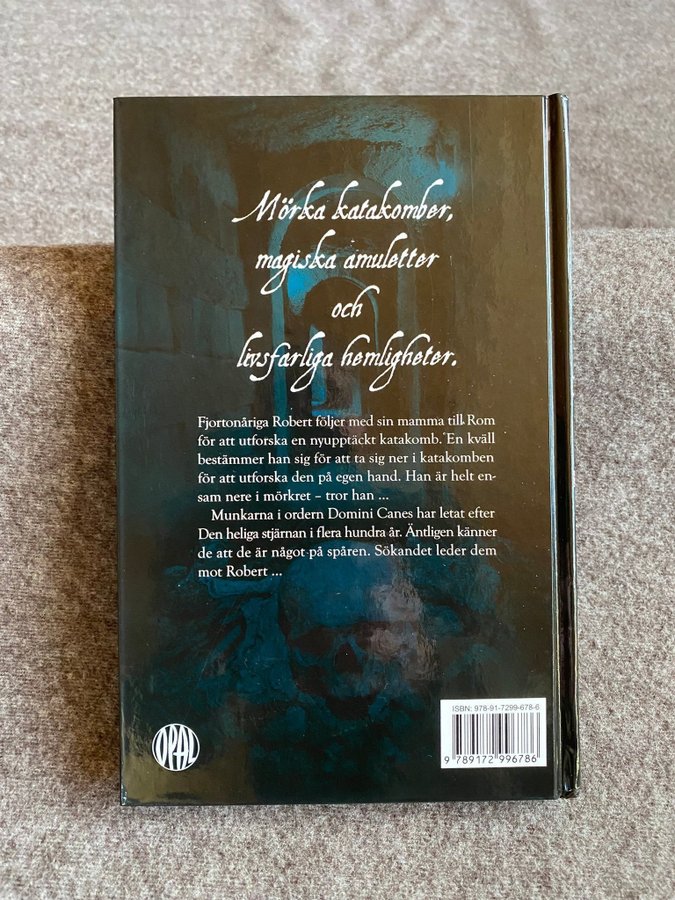 Mörka katakomber,
magiska amuletter
och
livsfarliga hemligheter.
Fjortonåriga Robert följer med sin mamma till Rom
för att utforska en nyupptäckt katakomb. En kväll
bestämmer han sig för att ta sig ner i katakomben
för att utforska den på egen hand. Han är helt en-
sam nere i mörkret – tror han ...
Munkarna i ordern Domini Canes har letat efter
Den heliga stjärnan i flera hundra år. Äntligen känner
de att de är något på spåren. Sökandet leder dem
mot Robert ...
ISBN: 978-91-7299-678-6
9 789172 996786
OPAL